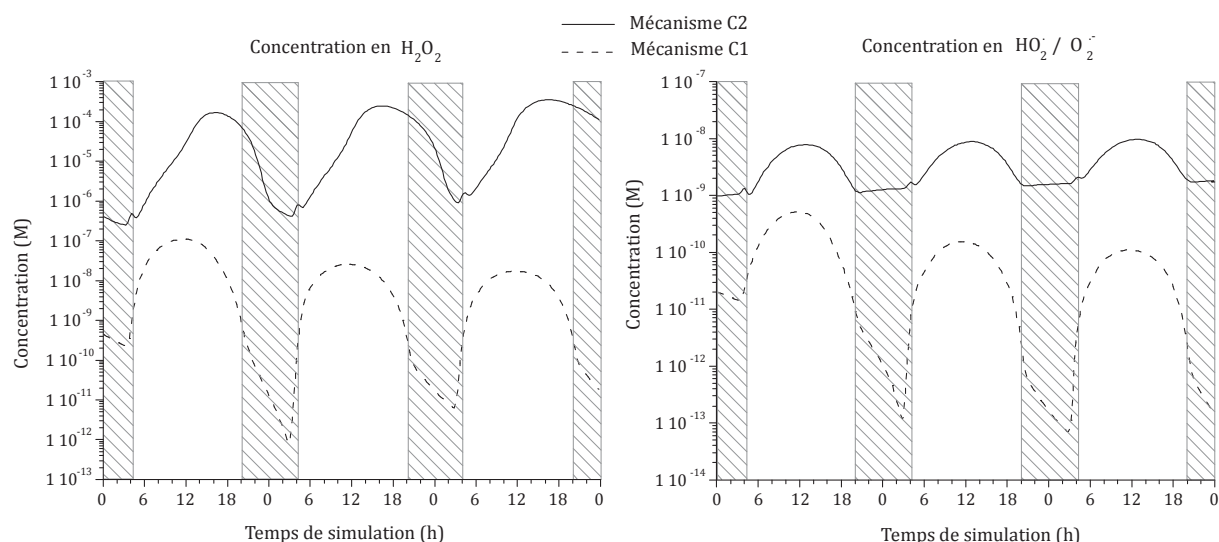 Mécanisme C2
Mécanisme C1
Concentration en H₂O₂
Concentration (M)
1 10⁻³
1 10⁻⁴
1 10⁻⁵
1 10⁻⁶
1 10⁻⁷
1 10⁻⁸
1 10⁻⁹
1 10⁻¹⁰
1 10⁻¹¹
1 10⁻¹²
1 10⁻¹³
0 6 12 18 0 6 12 18 0 6 12 18 0
Temps de simulation (h)
Concentration en HO₂˙ / O₂˙⁻
Concentration (M)
1 10⁻⁷
1 10⁻⁸
1 10⁻⁹
1 10⁻¹⁰
1 10⁻¹¹
1 10⁻¹²
1 10⁻¹³
1 10⁻¹⁴
0 6 12 18 0 6 12 18 0 6 12 18 0
Temps de simulation (h)